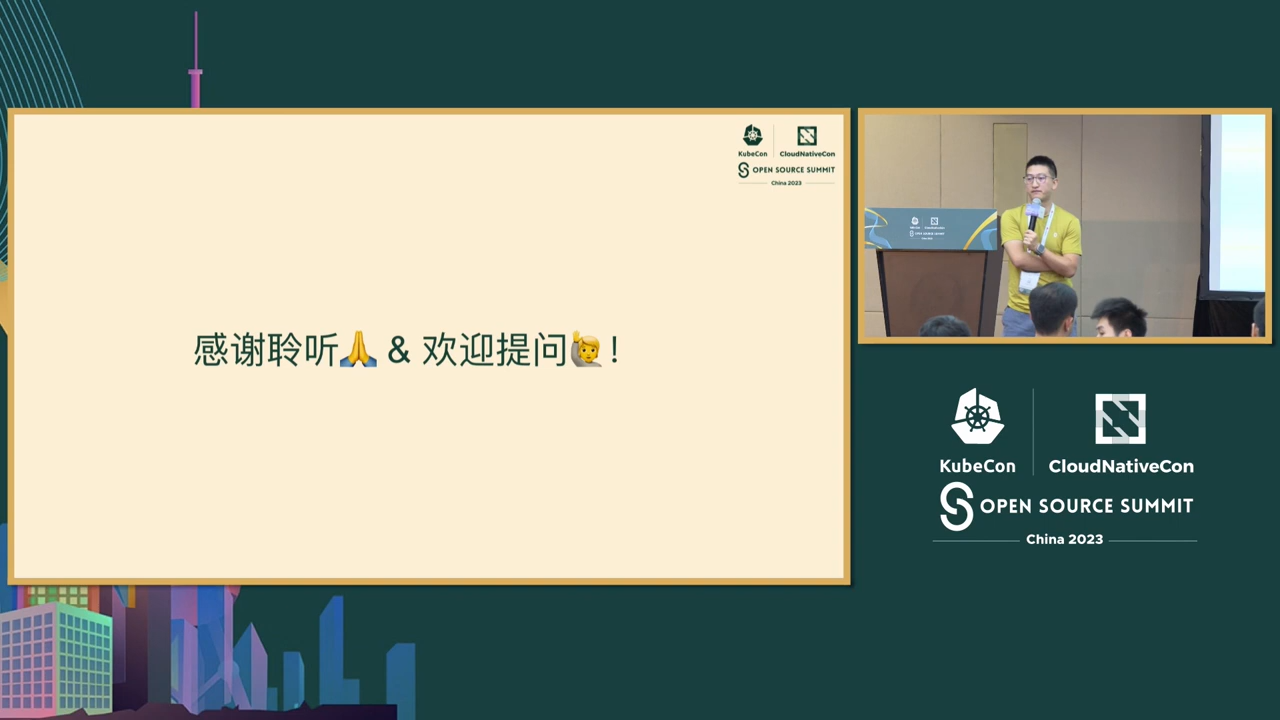 KubeCon
CloudNativeCon
OPEN SOURCE SUMMIT
China 2023
感谢聆听🙏 & 欢迎提问🙋!
KubeCon
CloudNativeCon
OPEN SOURCE SUMMIT
China 2023